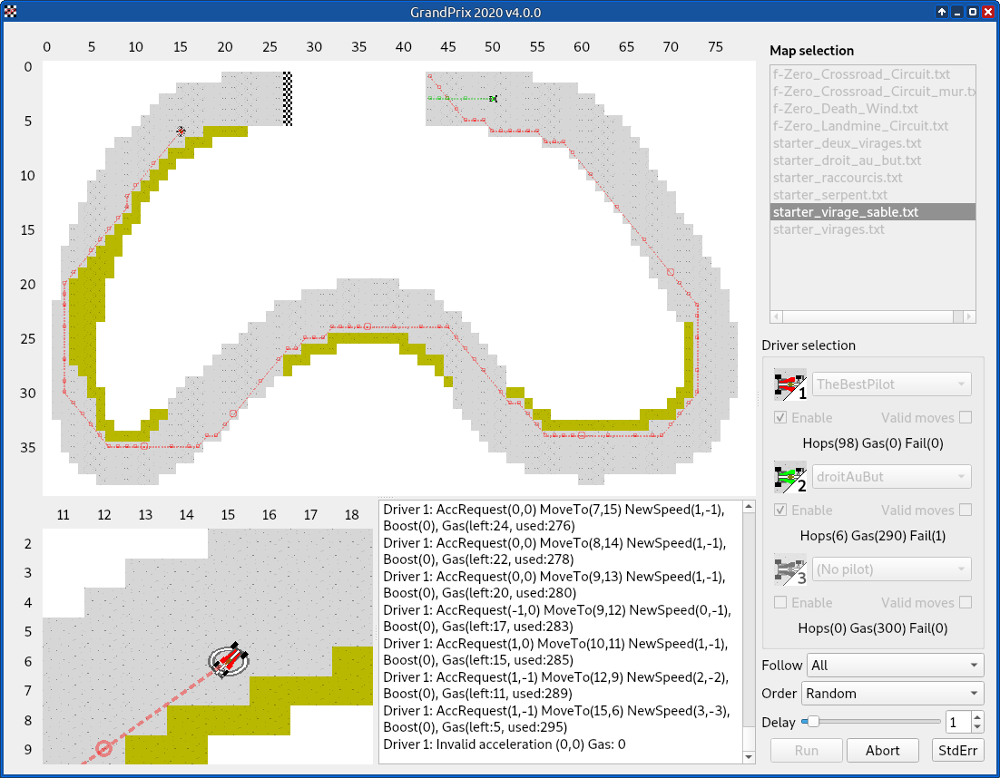 GrandPrix 2020 v4.0.0
0 5 10 15 20 25 30 35 40 45 50 55 60 65 70 75
0
5
10
15
20
25
30
35
11 12 13 14 15 16 17 18
2
3
4
5
6
7
8
9
Driver 1: AccRequest(0,0) MoveTo(7,15) NewSpeed(1,-1),
Boost(0), Gas(left:24, used:276)
Driver 1: AccRequest(0,0) MoveTo(8,14) NewSpeed(1,-1),
Boost(0), Gas(left:22, used:278)
Driver 1: AccRequest(0,0) MoveTo(9,13) NewSpeed(1,-1),
Boost(0), Gas(left:20, used:280)
Driver 1: AccRequest(-1,0) MoveTo(9,12) NewSpeed(0,-1),
Boost(0), Gas(left:17, used:283)
Driver 1: AccRequest(1,0) MoveTo(10,11) NewSpeed(1,-1),
Boost(0), Gas(left:15, used:285)
Driver 1: AccRequest(1,-1) MoveTo(12,9) NewSpeed(2,-2),
Boost(0), Gas(left:11, used:289)
Driver 1: AccRequest(1,-1) MoveTo(15,6) NewSpeed(3,-3),
Boost(0), Gas(left:5, used:295)
Driver 1: Invalid acceleration (0,0) Gas: 0
Map selection
f-Zero_Crossroad_Circuit.txt
f-Zero_Crossroad_Circuit_mur.tx
f-Zero_Death_Wind.txt
f-Zero_Landmine_Circuit.txt
starter_deux_virages.txt
starter_droit_au_but.txt
starter_raccourcis.txt
starter_serpent.txt
starter_virage_sable.txt
starter_virages.txt
Driver selection
1 TheBestPilot
Enable Valid moves
Hops(98) Gas(0) Fail(0)
2 droitAuBut
Enable Valid moves
Hops(6) Gas(290) Fail(1)
3 (No pilot)
Enable Valid moves
Hops(0) Gas(300) Fail(0)
Follow All
Order Random
Delay 1
Run Abort StdErr